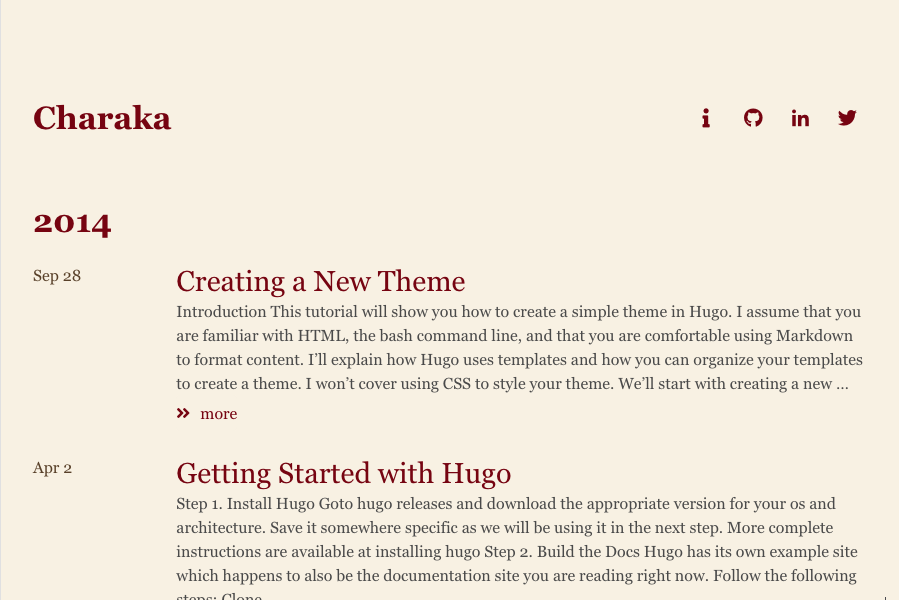 Charaka
2014
Sep 28
Creating a New Theme
Introduction This tutorial will show you how to create a simple theme in Hugo. I assume that you
are familiar with HTML, the bash command line, and that you are comfortable using Markdown
to format content. I’ll explain how Hugo uses templates and how you can organize your templates
to create a theme. I won’t cover using CSS to style your theme. We’ll start with creating a new ...
more
Apr 2
Getting Started with Hugo
Step 1. Install Hugo Goto hugo releases and download the appropriate version for your os and
architecture. Save it somewhere specific as we will be using it in the next step. More complete
instructions are available at installing hugo Step 2. Build the Docs Hugo has its own example site
which happens to also be the documentation site you are reading right now. Follow the following
steps: Clone